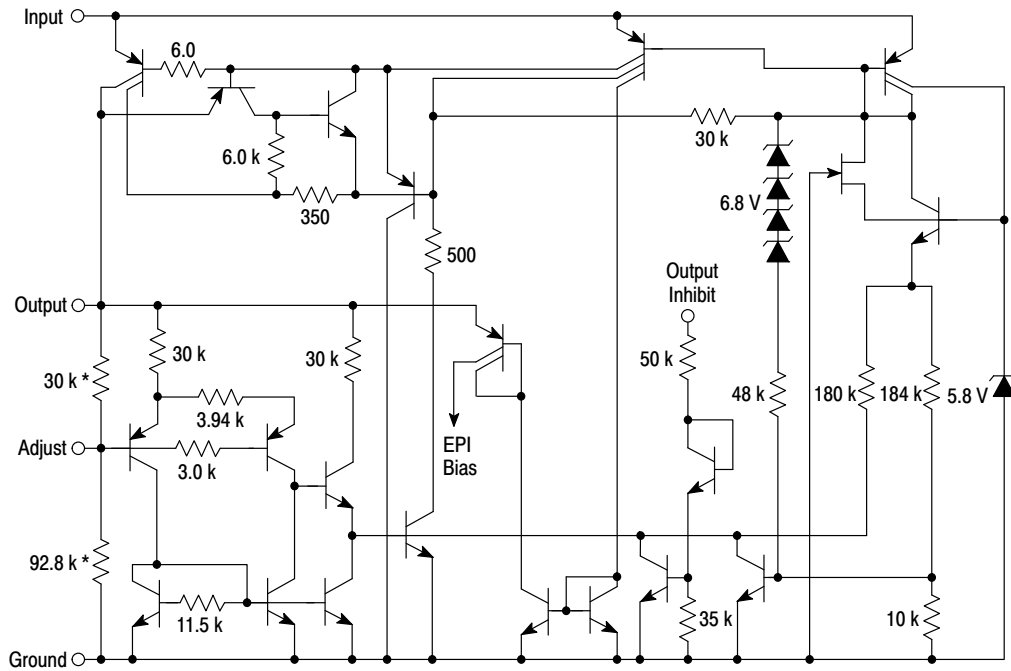 Input
6.0
30 k
6.0 k
6.8 V
350
500
Output
Output
Inhibit
30 k
30 k
50 k
30 k *
48 k
180 k
184 k
5.8 V
3.94 k
EPI
Bias
Adjust
3.0 k
92.8 k *
11.5 k
35 k
10 k
Ground